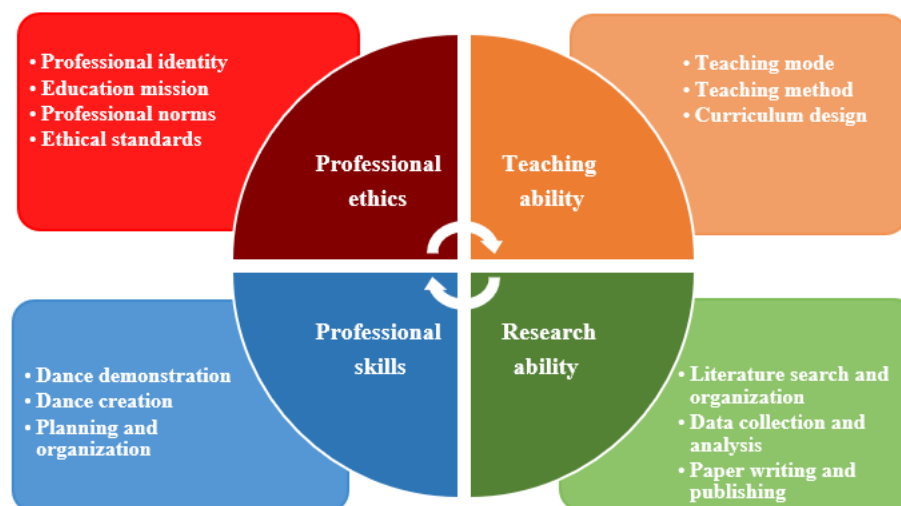 • Professional identity
• Education mission
• Professional norms
• Ethical standards
Professional
ethics
• Teaching mode
• Teaching method
• Curriculum design
Teaching
ability
• Dance demonstration
• Dance creation
• Planning and
organization
Professional
skills
Research
ability
• Literature search and
organization
• Data collection and
analysis
• Paper writing and
publishing